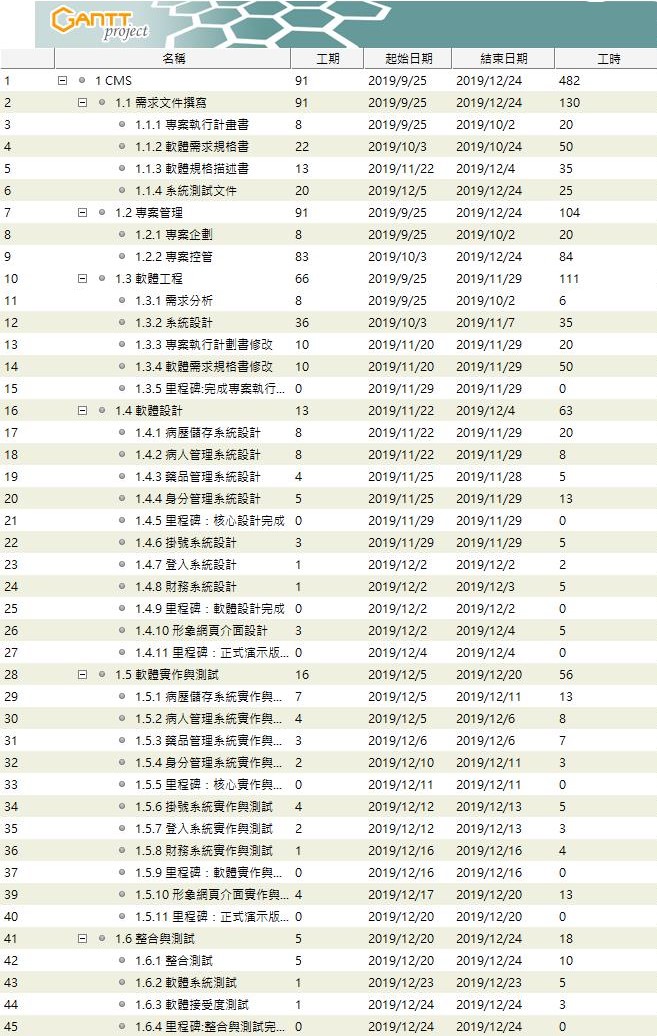 GANTT
project
名稱 工期 起始日期 結束日期 工時
1 1 CMS 91 2019/9/25 2019/12/24 482
2 1.1 需求文件撰寫 91 2019/9/25 2019/12/24 130
3 1.1.1 專案執行計畫書 8 2019/9/25 2019/10/2 20
4 1.1.2 軟體需求規格書 22 2019/10/3 2019/10/24 50
5 1.1.3 軟體規格描述書 13 2019/11/22 2019/12/4 35
6 1.1.4 系統測試文件 20 2019/12/5 2019/12/24 25
7 1.2 專案管理 91 2019/9/25 2019/12/24 104
8 1.2.1 專案企劃 8 2019/9/25 2019/10/2 20
9 1.2.2 專案控管 83 2019/10/3 2019/12/24 84
10 1.3 軟體工程 66 2019/9/25 2019/11/29 111
11 1.3.1 需求分析 8 2019/9/25 2019/10/2 6
12 1.3.2 系統設計 36 2019/10/3 2019/11/7 35
13 1.3.3 專案執行計劃書修改 10 2019/11/20 2019/11/29 20
14 1.3.4 軟體需求規格書修改 10 2019/11/20 2019/11/29 50
15 1.3.5 里程碑:完成專案執行... 0 2019/11/29 2019/11/29 0
16 1.4 軟體設計 13 2019/11/22 2019/12/4 63
17 1.4.1 病歷儲存系統設計 8 2019/11/22 2019/11/29 20
18 1.4.2 病人管理系統設計 8 2019/11/22 2019/11/29 8
19 1.4.3 藥品管理系統設計 4 2019/11/25 2019/11/28 5
20 1.4.4 身分管理系統設計 5 2019/11/25 2019/11/29 13
21 1.4.5 里程碑：核心設計完成 0 2019/11/29 2019/11/29 0
22 1.4.6 掛號系統設計 3 2019/11/29 2019/11/29 5
23 1.4.7 登入系統設計 1 2019/12/2 2019/12/2 2
24 1.4.8 財務系統設計 1 2019/12/2 2019/12/3 5
25 1.4.9 里程碑：軟體設計完成 0 2019/12/2 2019/12/2 0
26 1.4.10 形象網頁介面設計 3 2019/12/2 2019/12/4 5
27 1.4.11 里程碑：正式演示版... 0 2019/12/4 2019/12/4 0
28 1.5 軟體實作與測試 16 2019/12/5 2019/12/20 56
29 1.5.1 病歷儲存系統實作與... 7 2019/12/5 2019/12/11 13
30 1.5.2 病人管理系統實作與... 4 2019/12/5 2019/12/6 8
31 1.5.3 藥品管理系統實作與... 3 2019/12/6 2019/12/6 7
32 1.5.4 身分管理系統實作與... 2 2019/12/10 2019/12/11 3
33 1.5.5 里程碑：核心實作與... 0 2019/12/11 2019/12/11 0
34 1.5.6 掛號系統實作與測試 4 2019/12/12 2019/12/13 5
35 1.5.7 登入系統實作與測試 2 2019/12/12 2019/12/13 3
36 1.5.8 財務系統實作與測試 1 2019/12/16 2019/12/16 4
37 1.5.9 里程碑：軟體實作與... 0 2019/12/16 2019/12/16 0
39 1.5.10 形象網頁介面實作與... 4 2019/12/17 2019/12/20 13
40 1.5.11 里程碑：正式演示版... 0 2019/12/20 2019/12/20 0
41 1.6 整合與測試 5 2019/12/20 2019/12/24 18
42 1.6.1 整合測試 5 2019/12/20 2019/12/24 10
43 1.6.2 軟體系統測試 1 2019/12/23 2019/12/23 5
44 1.6.3 軟體接受度測試 1 2019/12/24 2019/12/24 3
45 1.6.4 里程碑:整合與測試完... 0 2019/12/24 2019/12/24 0